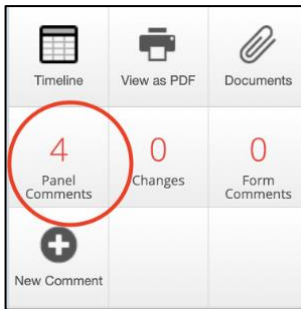 Timeline
View as PDF
Documents
4
Panel
Comments
0
Changes
0
Form
Comments
New Comment